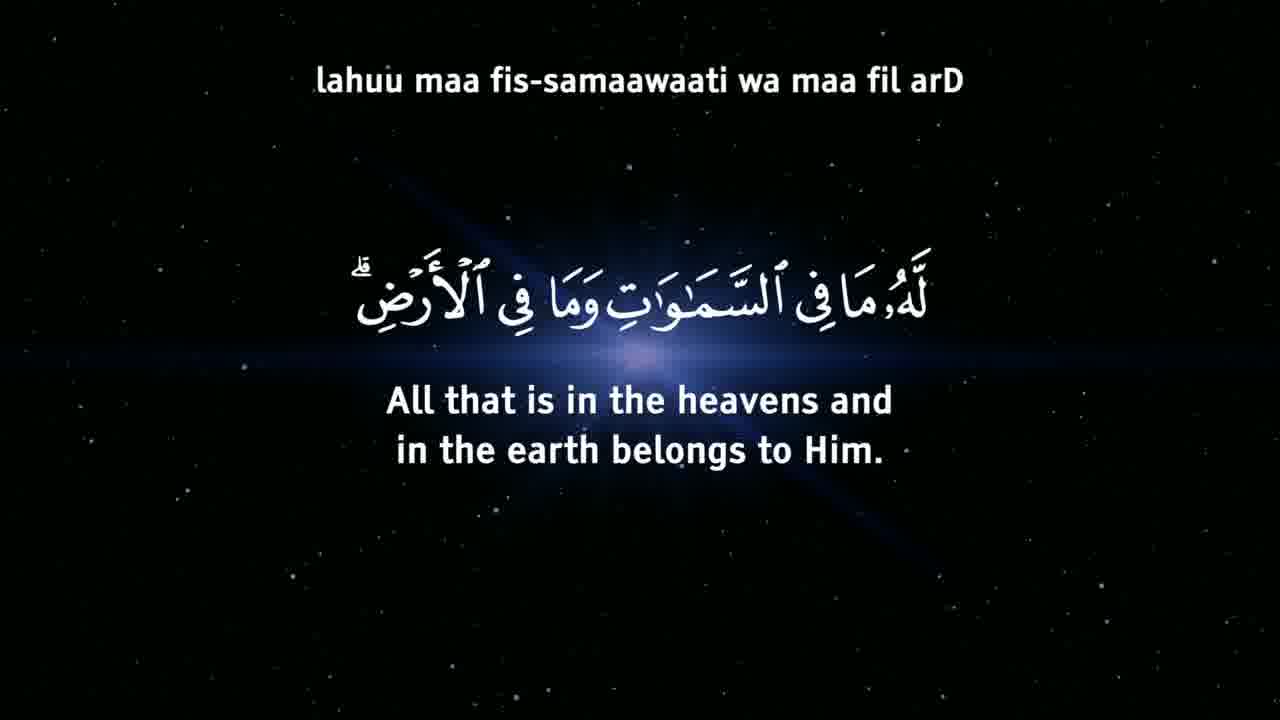 lahuu maa fis-samaawaati wa maa fil arD
لَّهُۥ مَا فِى ٱلسَّمَـٰوَٰتِ وَمَا فِى ٱلْأَرْضِ ۗ
All that is in the heavens and
in the earth belongs to Him.